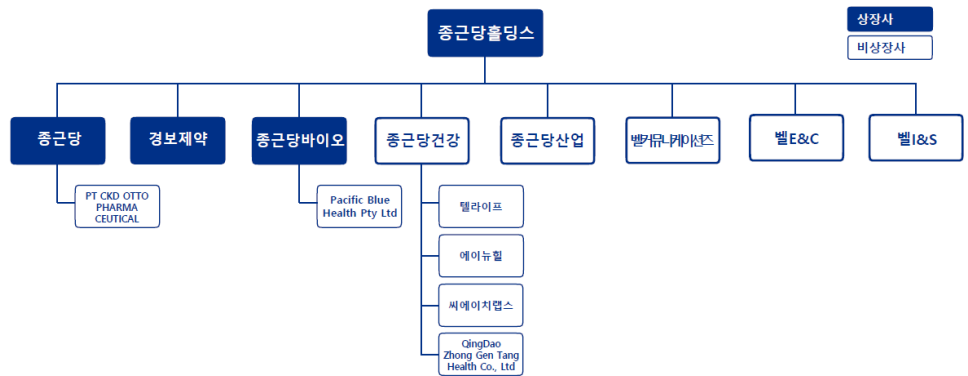 종근당홀딩스
상장사
비상장사
종근당
경보제약
종근당바이오
종근당건강
종근당산업
벨커뮤니케이션즈
벨E&C
벨I&S
PT CKD OTTO
PHARMA
CEUTICAL
Pacific Blue
Health Pty Ltd
텔라이프
에이뉴힐
씨에이치랩스
QingDao
Zhong Gen Tang
Health Co., Ltd